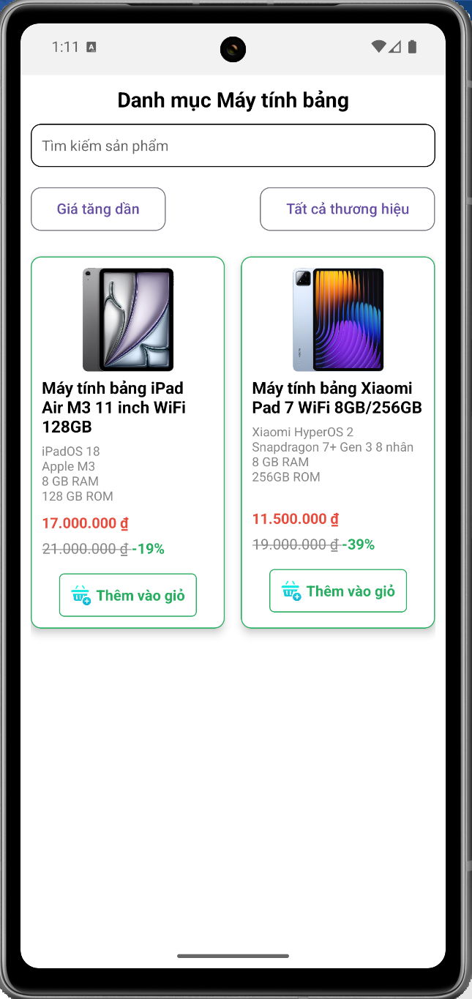 1:11 A
Danh mục Máy tính bảng
Tìm kiếm sản phẩm
Giá tăng dần
Tất cả thương hiệu
Máy tính bảng iPad
Air M3 11 inch WiFi
128GB
iPadOS 18
Apple M3
8 GB RAM
128 GB ROM
17.000.000 ₫
21.000.000 ₫ -19%
Thêm vào giỏ
Máy tính bảng Xiaomi
Pad 7 WiFi 8GB/256GB
Xiaomi HyperOS 2
Snapdragon 7+ Gen 3 8 nhân
8 GB RAM
256GB ROM
11.500.000 ₫
19.000.000 ₫ -39%
Thêm vào giỏ